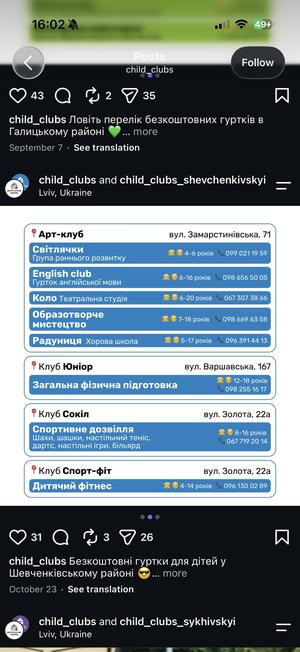 16:02
49
Posts
child_clubs
Follow
43
2
35
child_clubs Ловіть перелік безкоштовних гуртків в
Галицькому районі 💚... more
September 7 · See translation
child_clubs and child_clubs_shevchenkivskyi
Lviv, Ukraine
Арт-клуб вул. Замарстинівська, 71
Світлячки
Група раннього розвитку
4-6 років 099 021 19 59
English club
Гурток англійської мови
6-16 років 098 656 50 05
Коло Театральна студія 6-20 років 067 307 38 66
Образотворче
мистецтво
7-18 років 098 669 63 58
Радуниця Хорова школа 5-17 років 096 391 44 13
Клуб Юніор вул. Варшавська, 167
Загальна фізична підготовка
12-18 років
098 255 16 17
Клуб Сокіл вул. Золота, 22а
Спортивне дозвілля
Шахи, шашки, настільний теніс,
дартс, настільні ігри, більярд
8-16 років
067 719 20 14
Клуб Спорт-фіт вул. Золота, 22а
Дитячий фітнес 4-14 років 096 130 02 89
31
3
26
child_clubs Безкоштовні гуртки для дітей у
Шевченківському районі 😎... more
October 23 · See translation
child_clubs and child_clubs_sykhivskyi
Lviv, Ukraine